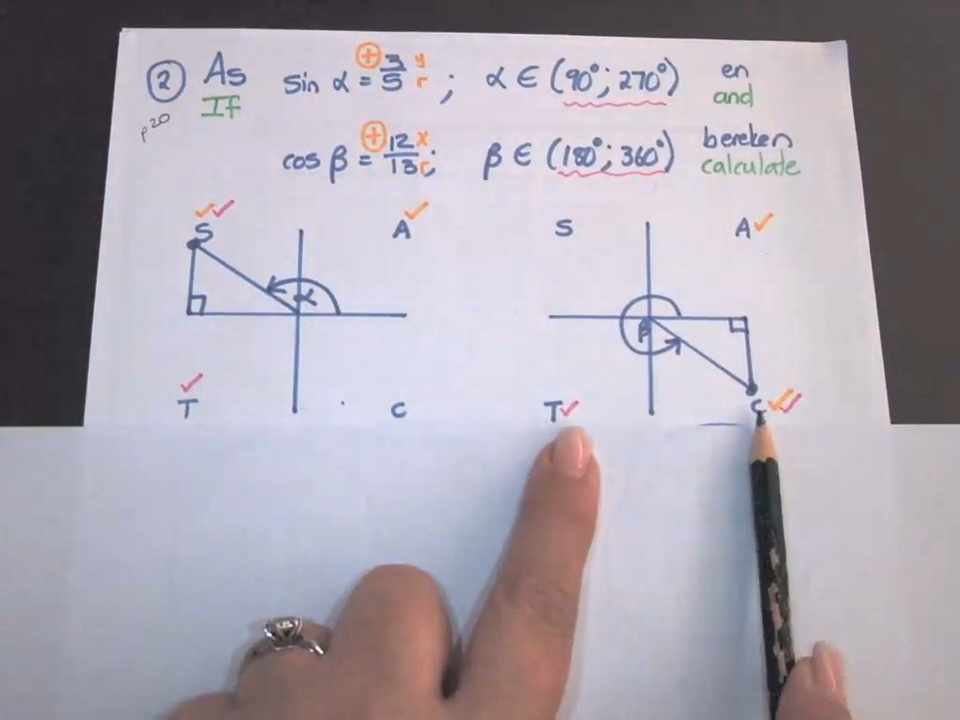 ② As sin α = ⊕3/5 y/r ; α ∈ (90°; 270°) en
If and
p20
cos β = ⊕12/13 x/r ; β ∈ (180°; 360°) bereken
calculate
S ✓✓ A ✓ S A ✓
α β
T ✓ C T ✓ C ✓✓